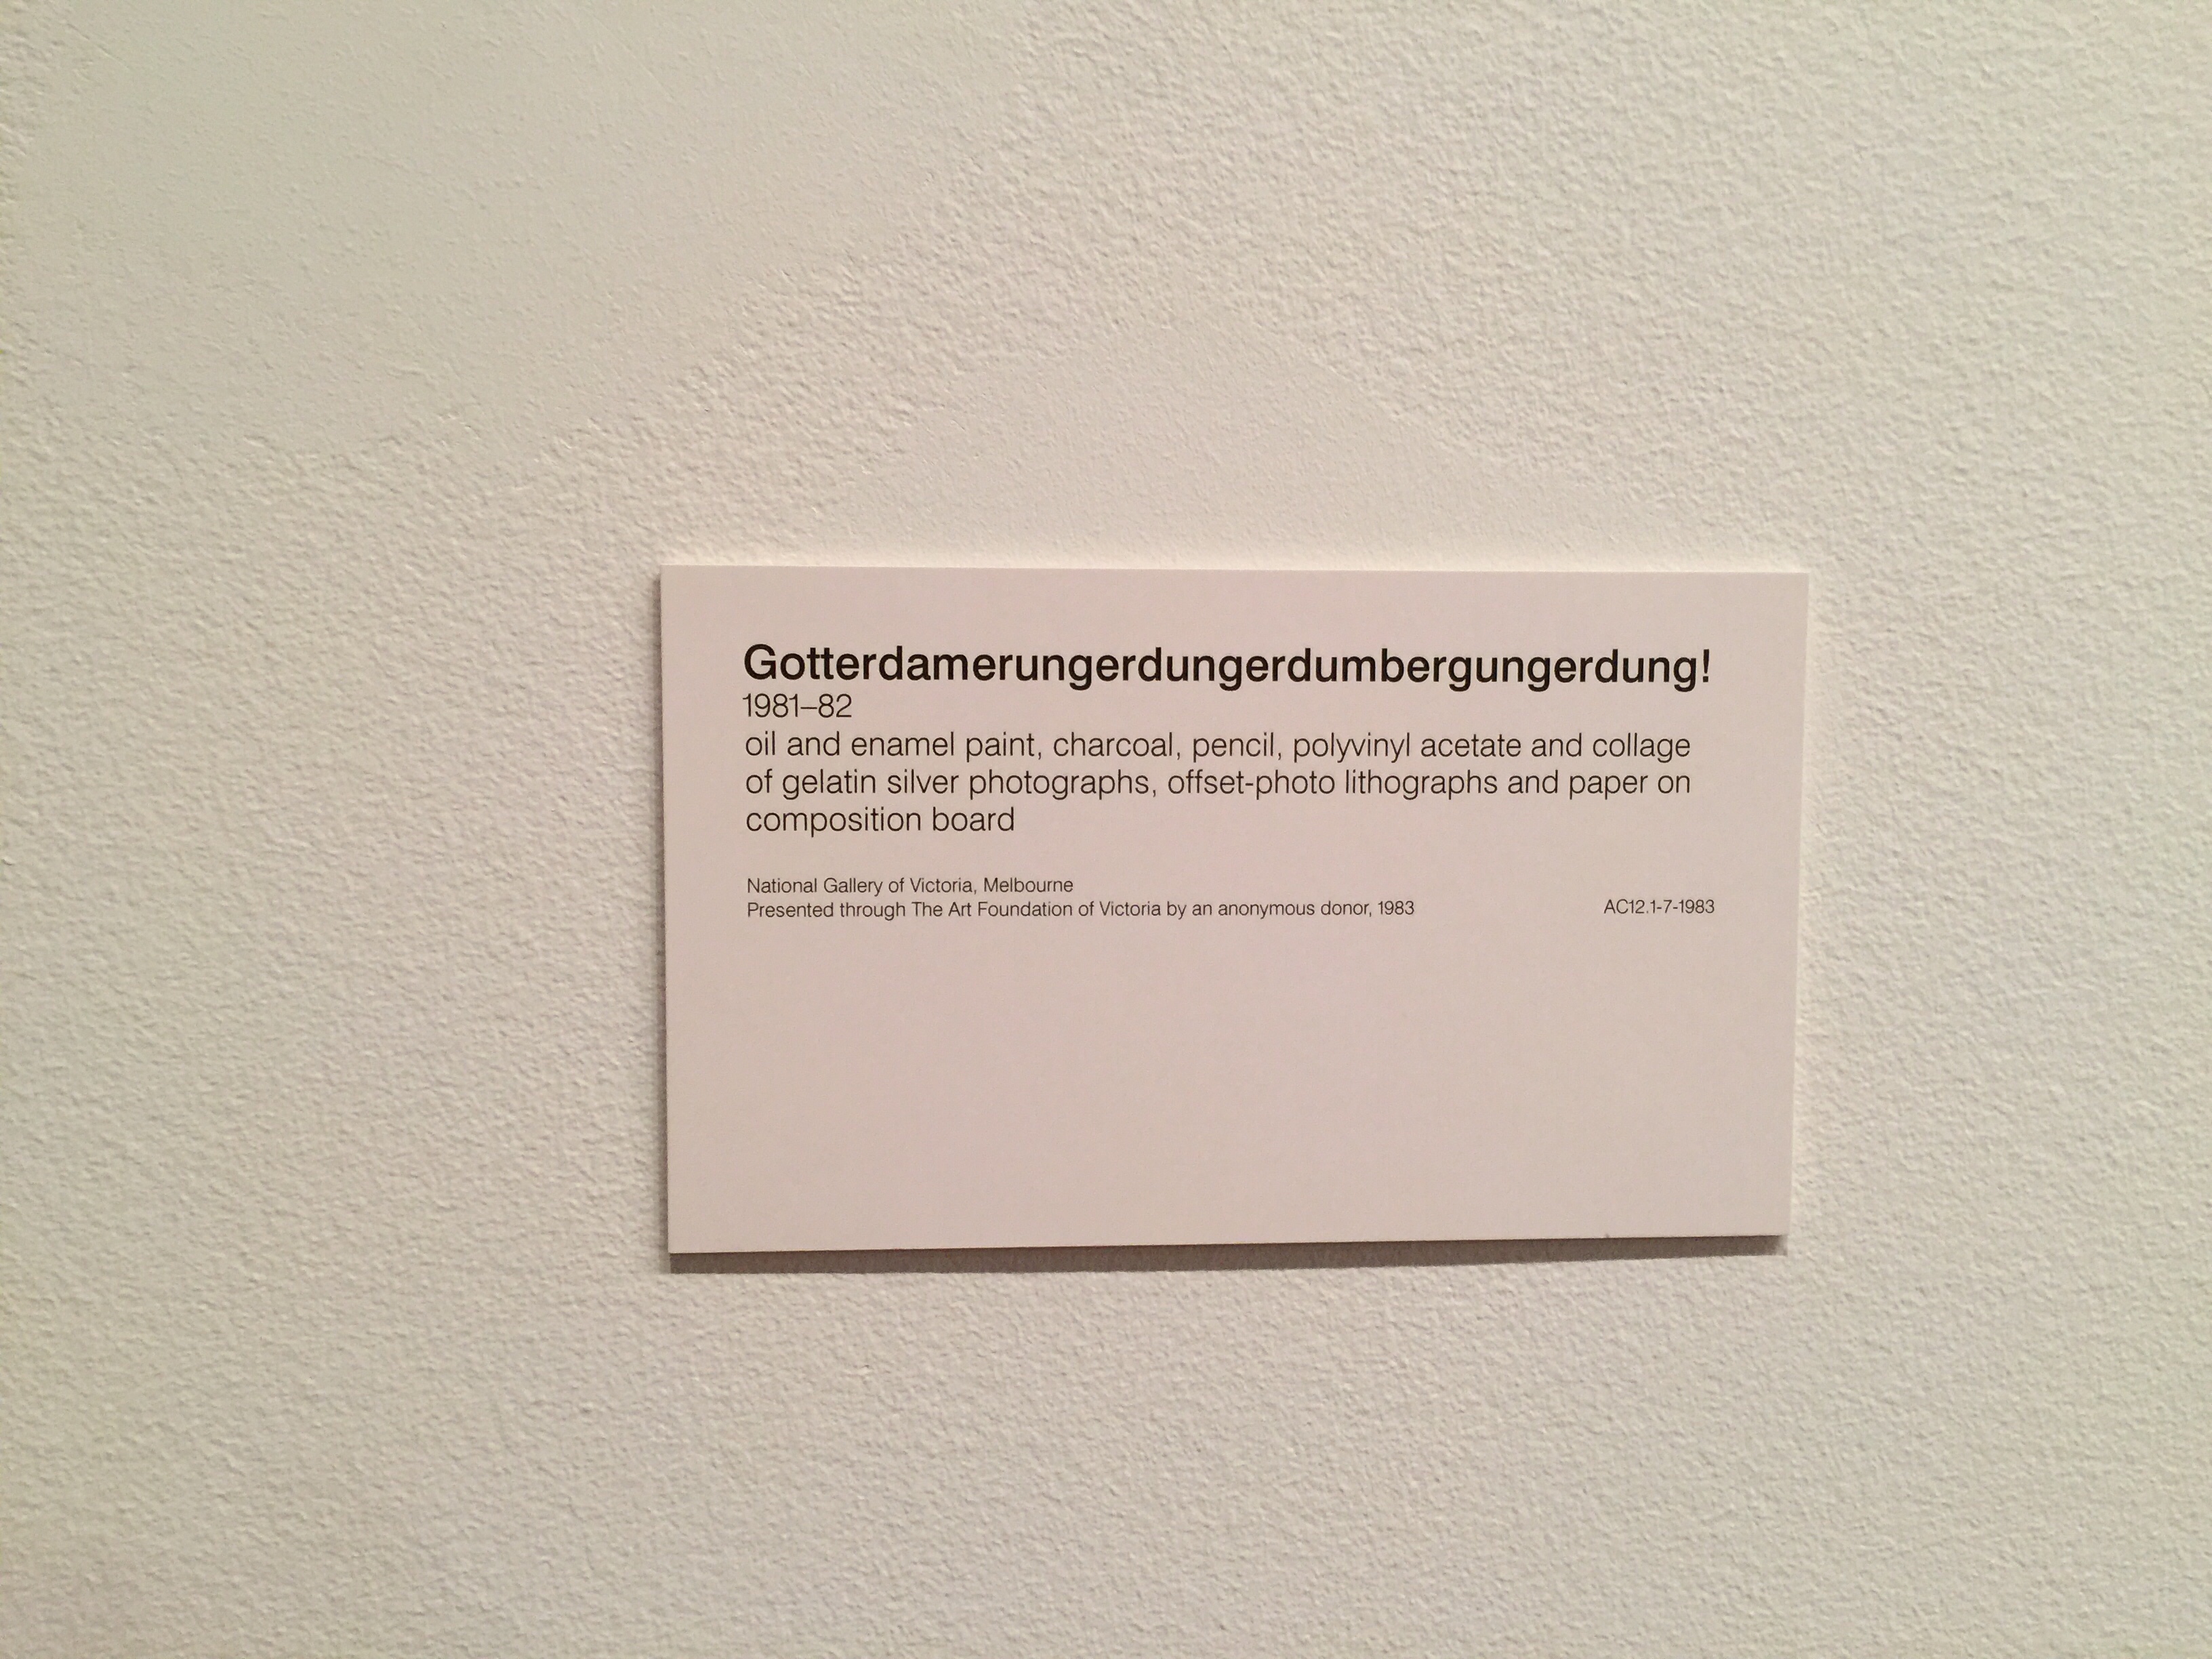 Gotterdamerungerdungerdumbergungerdung!
1981–82
oil and enamel paint, charcoal, pencil, polyvinyl acetate and collage
of gelatin silver photographs, offset-photo lithographs and paper on
composition board
National Gallery of Victoria, Melbourne
Presented through The Art Foundation of Victoria by an anonymous donor, 1983 AC12.1-7-1983